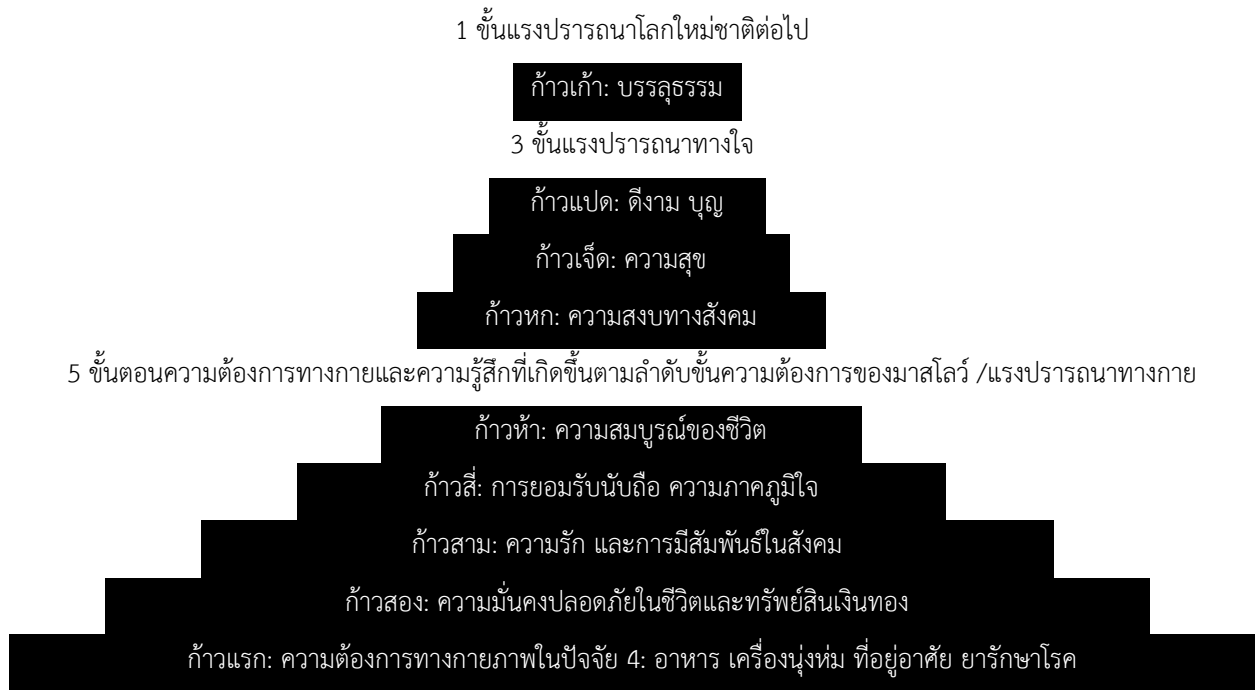 1 ขั้นแรงปรารถนาโลกใหม่ชาติต่อไป
ก้าวเก้า: บรรลุธรรม
3 ขั้นแรงปรารถนาทางใจ
ก้าวแปด: ดีงาม บุญ
ก้าวเจ็ด: ความสุข
ก้าวหก: ความสงบทางสังคม
5 ขั้นตอนความต้องการทางกายและความรู้สึกที่เกิดขึ้นตามลำดับขั้นความต้องการของมาสโลว์ /แรงปรารถนาทางกาย
ก้าวห้า: ความสมบูรณ์ของชีวิต
ก้าวสี่: การยอมรับนับถือ ความภาคภูมิใจ
ก้าวสาม: ความรัก และการมีสัมพันธ์ในสังคม
ก้าวสอง: ความมั่นคงปลอดภัยในชีวิตและทรัพย์สินเงินทอง
ก้าวแรก: ความต้องการทางกายภาพในปัจจัย 4: อาหาร เครื่องนุ่งห่ม ที่อยู่อาศัย ยารักษาโรค